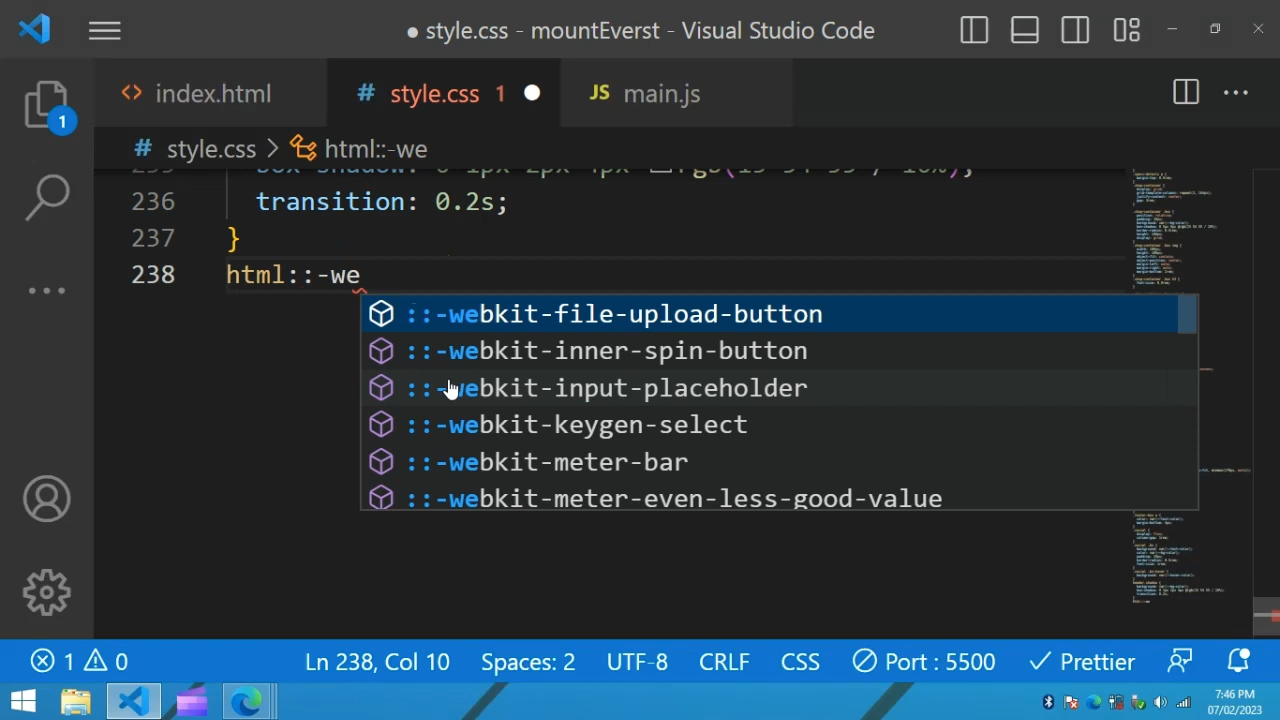 style.css - mountEverst - Visual Studio Code
index.html
# style.css 1
JS main.js
1
# style.css > html::-we
236 transition: 0.2s;
237 }
238 html::-we
::-webkit-file-upload-button
::-webkit-inner-spin-button
::-webkit-input-placeholder
::-webkit-keygen-select
::-webkit-meter-bar
::-webkit-meter-even-less-good-value
1 0 Ln 238, Col 10 Spaces: 2 UTF-8 CRLF CSS Port : 5500 Prettier
7:46 PM
07/02/2023